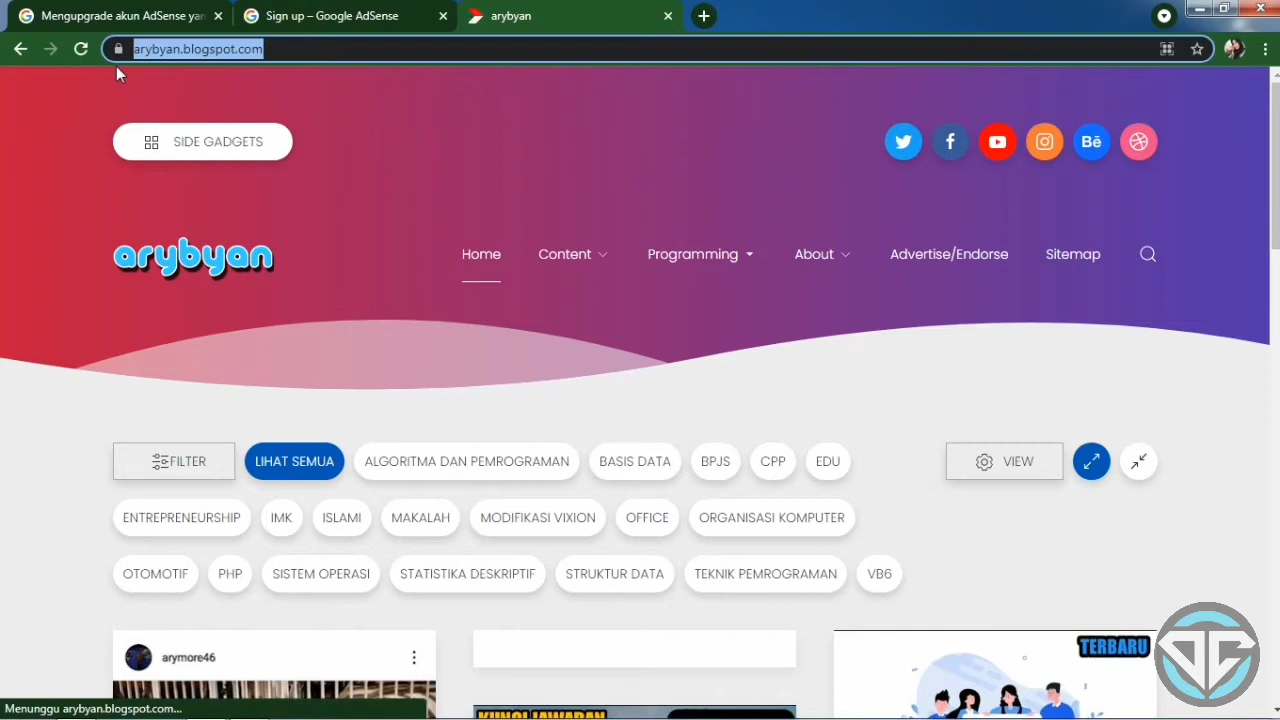 Mengupgrade akun AdSense yan
Sign up – Google AdSense
arybyan
arybyan.blogspot.com
SIDE GADGETS
Bē
arybyan
Home
Content
Programming
About
Advertise/Endorse
Sitemap
FILTER
LIHAT SEMUA
ALGORITMA DAN PEMROGRAMAN
BASIS DATA
BPJS
CPP
EDU
VIEW
ENTREPRENEURSHIP
IMK
ISLAMI
MAKALAH
MODIFIKASI VIXION
OFFICE
ORGANISASI KOMPUTER
OTOMOTIF
PHP
SISTEM OPERASI
STATISTIKA DESKRIPTIF
STRUKTUR DATA
TEKNIK PEMROGRAMAN
VB6
arymore46
TERBARU
KUNCI JAWABAN
Menunggu arybyan.blogspot.com...